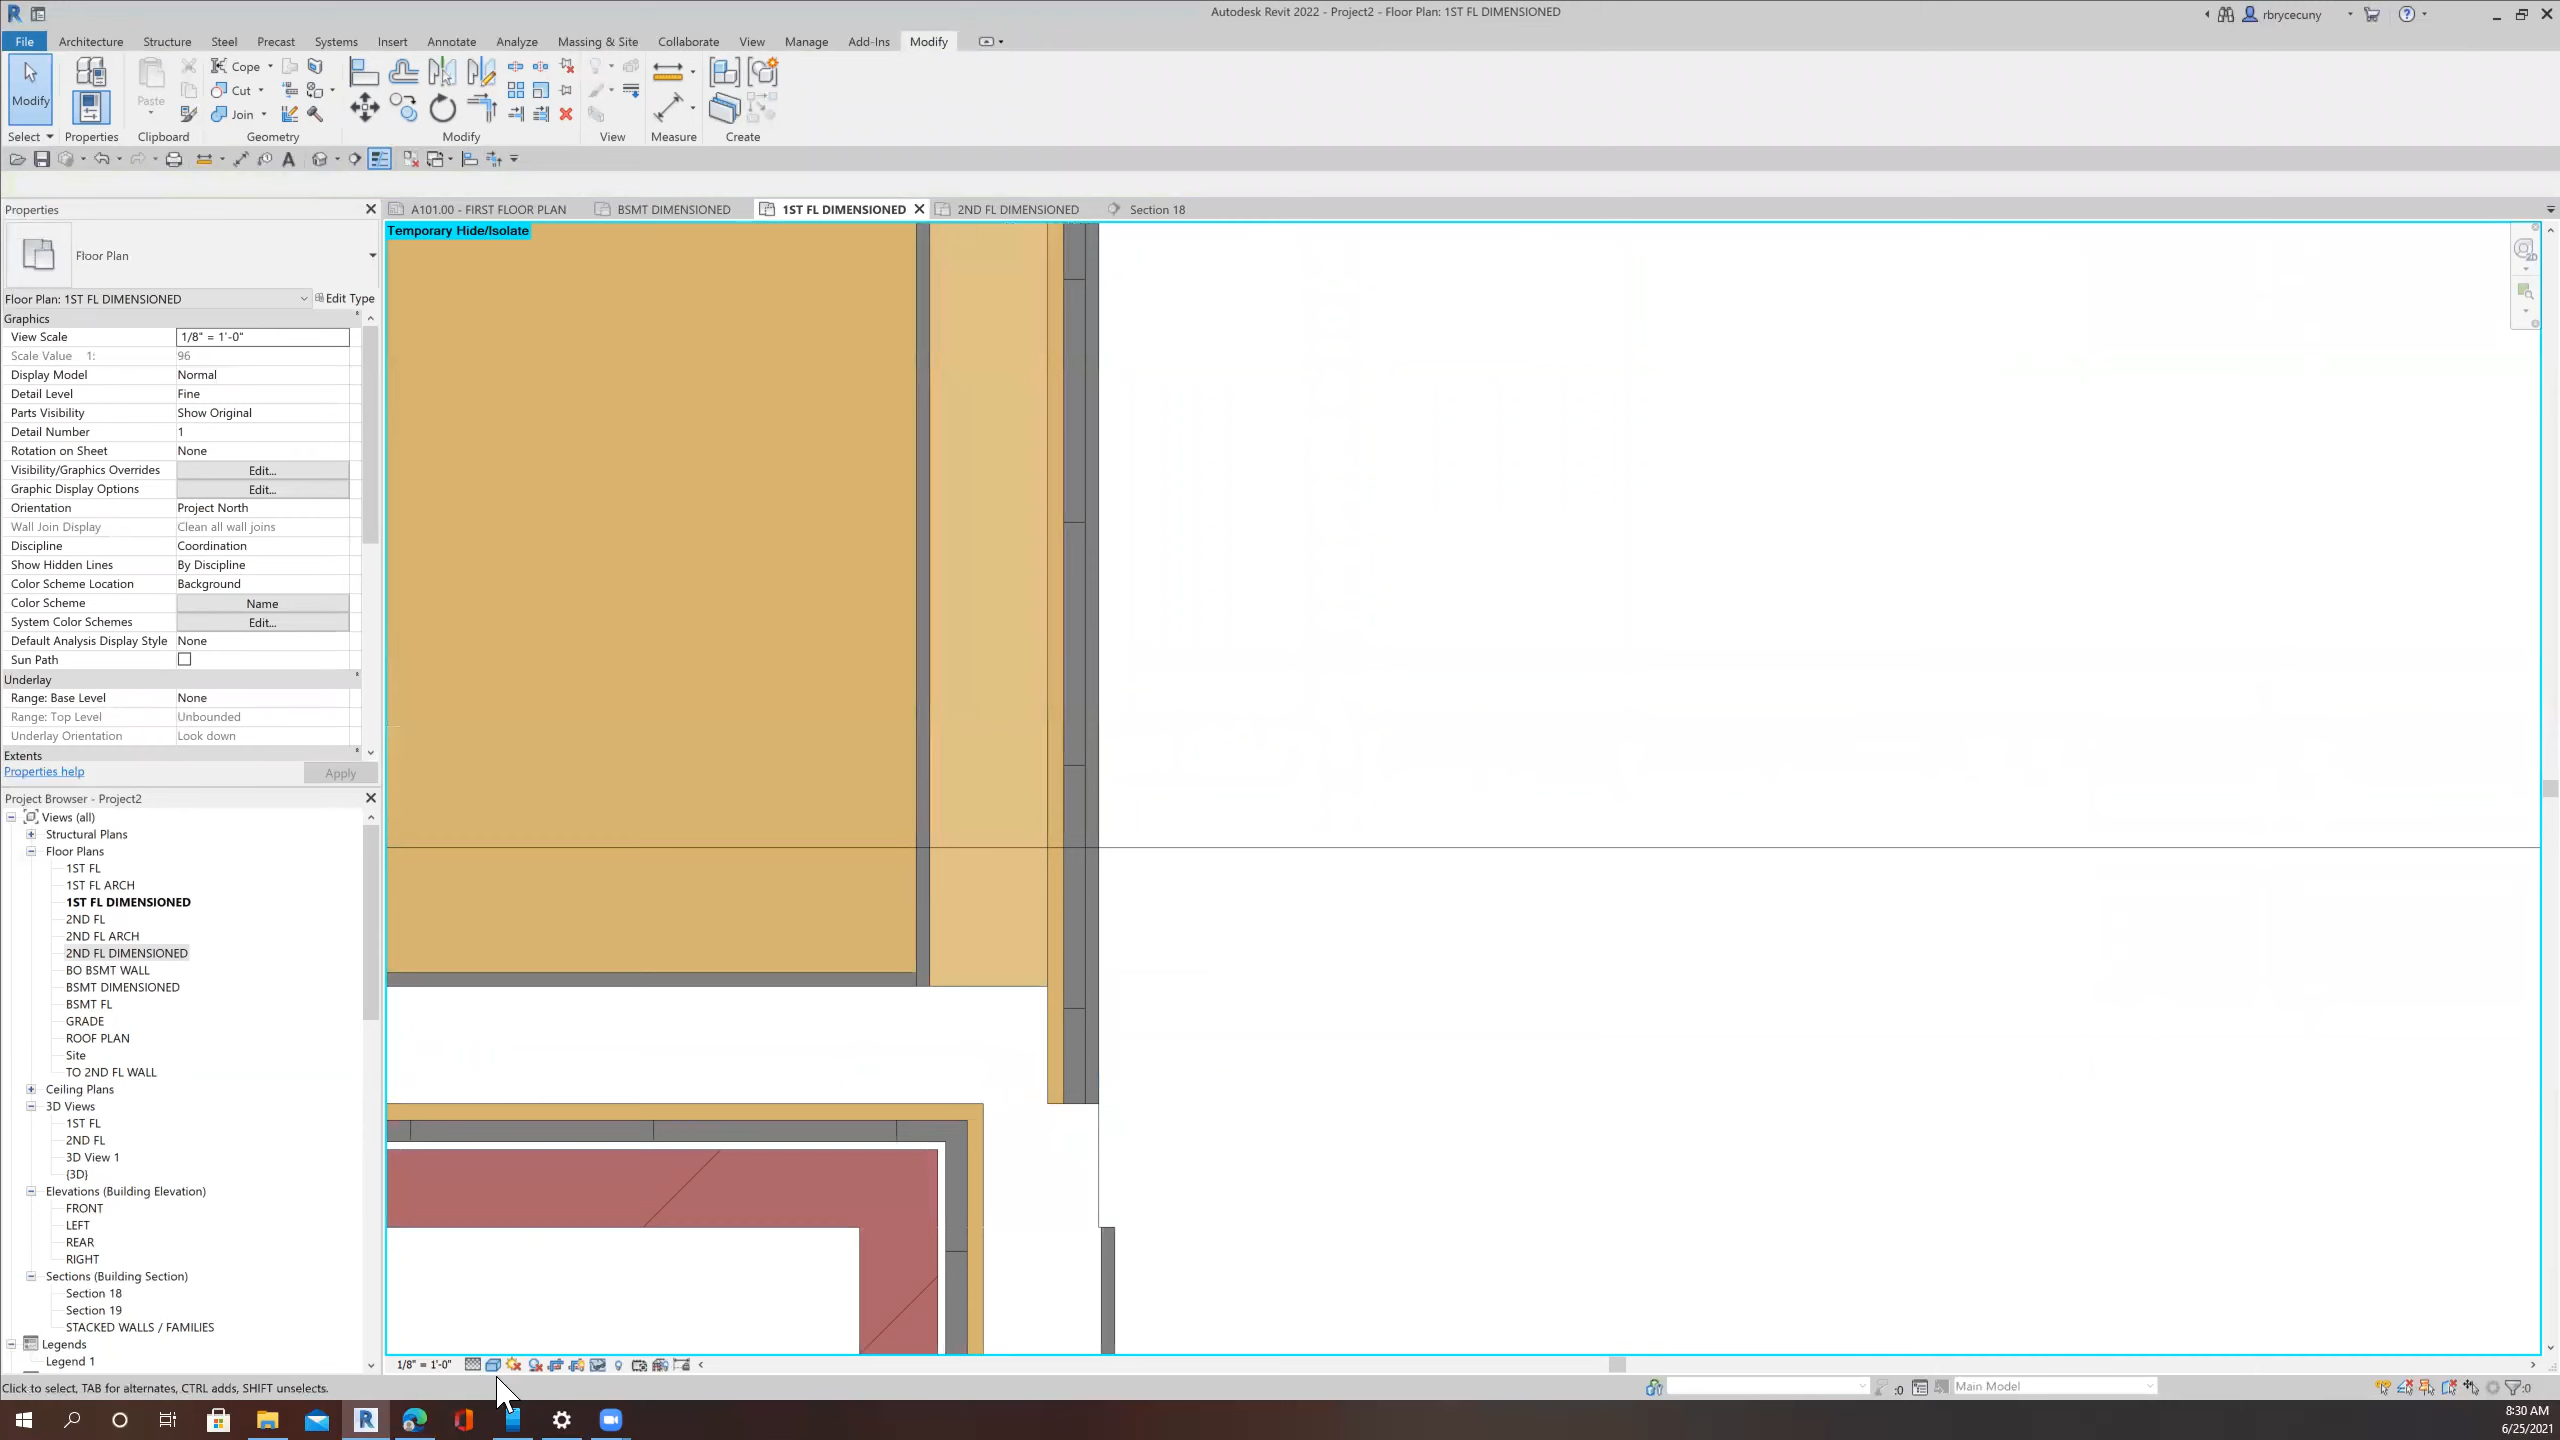 Autodesk Revit 2022 - Project2 - Floor Plan: 1ST FL DIMENSIONED
rbrycecuny
File Architecture Structure Steel Precast Systems Insert Annotate Analyze Massing & Site Collaborate View Manage Add-Ins Modify
Modify
Paste
Cope
Cut
Join
Select Properties Clipboard Geometry Modify View Measure Create
Properties
A101.00 - FIRST FLOOR PLAN
BSMT DIMENSIONED
1ST FL DIMENSIONED
2ND FL DIMENSIONED
Section 18
Temporary Hide/Isolate
Floor Plan
Floor Plan: 1ST FL DIMENSIONED
Edit Type
Graphics
View Scale 1/8" = 1'-0"
Scale Value 1: 96
Display Model Normal
Detail Level Fine
Parts Visibility Show Original
Detail Number 1
Rotation on Sheet None
Visibility/Graphics Overrides Edit...
Graphic Display Options Edit...
Orientation Project North
Wall Join Display Clean all wall joins
Discipline Coordination
Show Hidden Lines By Discipline
Color Scheme Location Background
Color Scheme Name
System Color Schemes Edit...
Default Analysis Display Style None
Sun Path
Underlay
Range: Base Level None
Range: Top Level Unbounded
Underlay Orientation Look down
Extents
Properties help
Apply
Project Browser - Project2
Views (all)
Structural Plans
Floor Plans
1ST FL
1ST FL ARCH
1ST FL DIMENSIONED
2ND FL
2ND FL ARCH
2ND FL DIMENSIONED
BO BSMT WALL
BSMT DIMENSIONED
BSMT FL
GRADE
ROOF PLAN
Site
TO 2ND FL WALL
Ceiling Plans
3D Views
1ST FL
2ND FL
3D View 1
{3D}
Elevations (Building Elevation)
FRONT
LEFT
REAR
RIGHT
Sections (Building Section)
Section 18
Section 19
STACKED WALLS / FAMILIES
Legends
Legend 1
1/8" = 1'-0"
Click to select, TAB for alternates, CTRL adds, SHIFT unselects.
:0
Main Model
:0
8:30 AM
6/25/2021